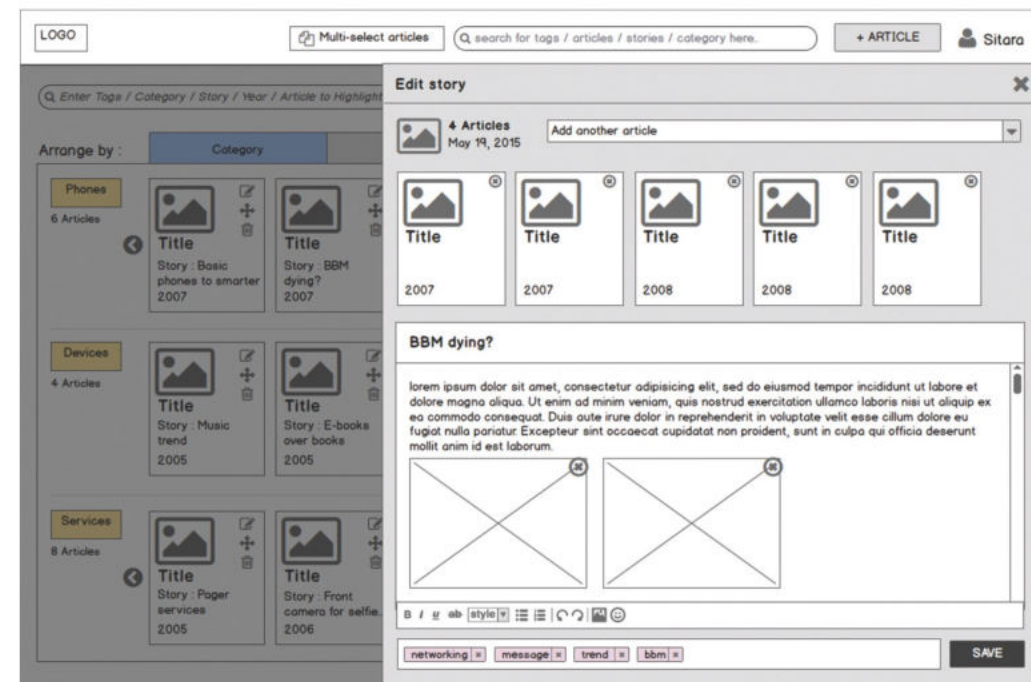 LOGO
Multi-select articles
search for tags / articles / stories / category here..
+ ARTICLE
Sitara
Enter Tags / Category / Story / Year / Article to Highlight
Arrange by :
Category
Phones
6 Articles
Title
Story : Basic
phones to smarter
2007
Title
Story : BBM
dying?
2007
Devices
4 Articles
Title
Story : Music
trend
2005
Title
Story : E-books
over books
2005
Services
8 Articles
Title
Story : Pager
services
2005
Title
Story : Front
camera for selfie..
2006
Edit story
4 Articles
May 19, 2015
Add another article
Title
2007
Title
2007
Title
2008
Title
2008
Title
2008
BBM dying?
lorem ipsum dolor sit amet, consectetur adipisicing elit, sed do eiusmod tempor incididunt ut labore et
dolore magna aliqua. Ut enim ad minim veniam, quis nostrud exercitation ullamco laboris nisi ut aliquip ex
ea commodo consequat. Duis aute irure dolor in reprehenderit in voluptate velit esse cillum dolore eu
fugiat nulla pariatur. Excepteur sint occaecat cupidatat non proident, sunt in culpa qui officia deserunt
mollit anim id est laborum.
B I u ab style
networking x message x trend x bbm x
SAVE